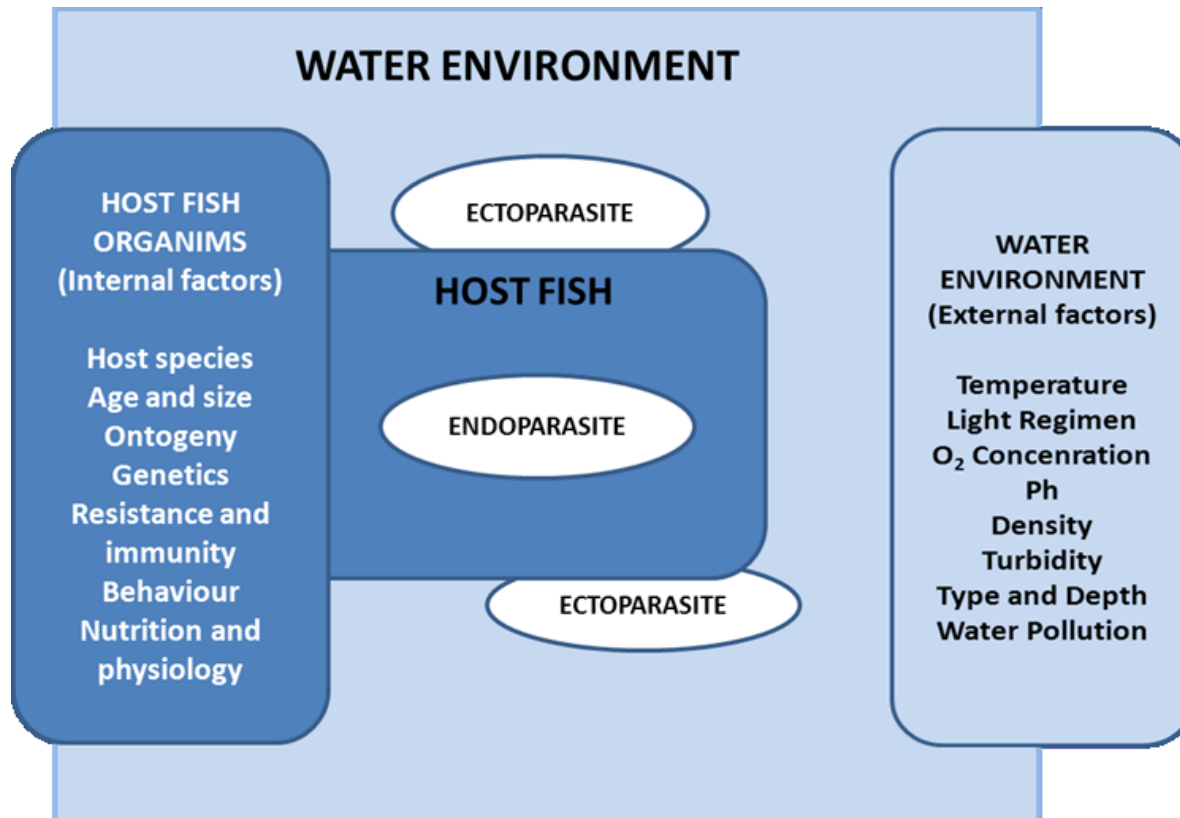 WATER ENVIRONMENT
HOST FISH
ORGANIMS
(Internal factors)
Host species
Age and size
Ontogeny
Genetics
Resistance and
immunity
Behaviour
Nutrition and
physiology
ECTOPARASITE
HOST FISH
ENDOPARASITE
ECTOPARASITE
WATER
ENVIRONMENT
(External factors)
Temperature
Light Regimen
O₂ Concenration
Ph
Density
Turbidity
Type and Depth
Water Pollution